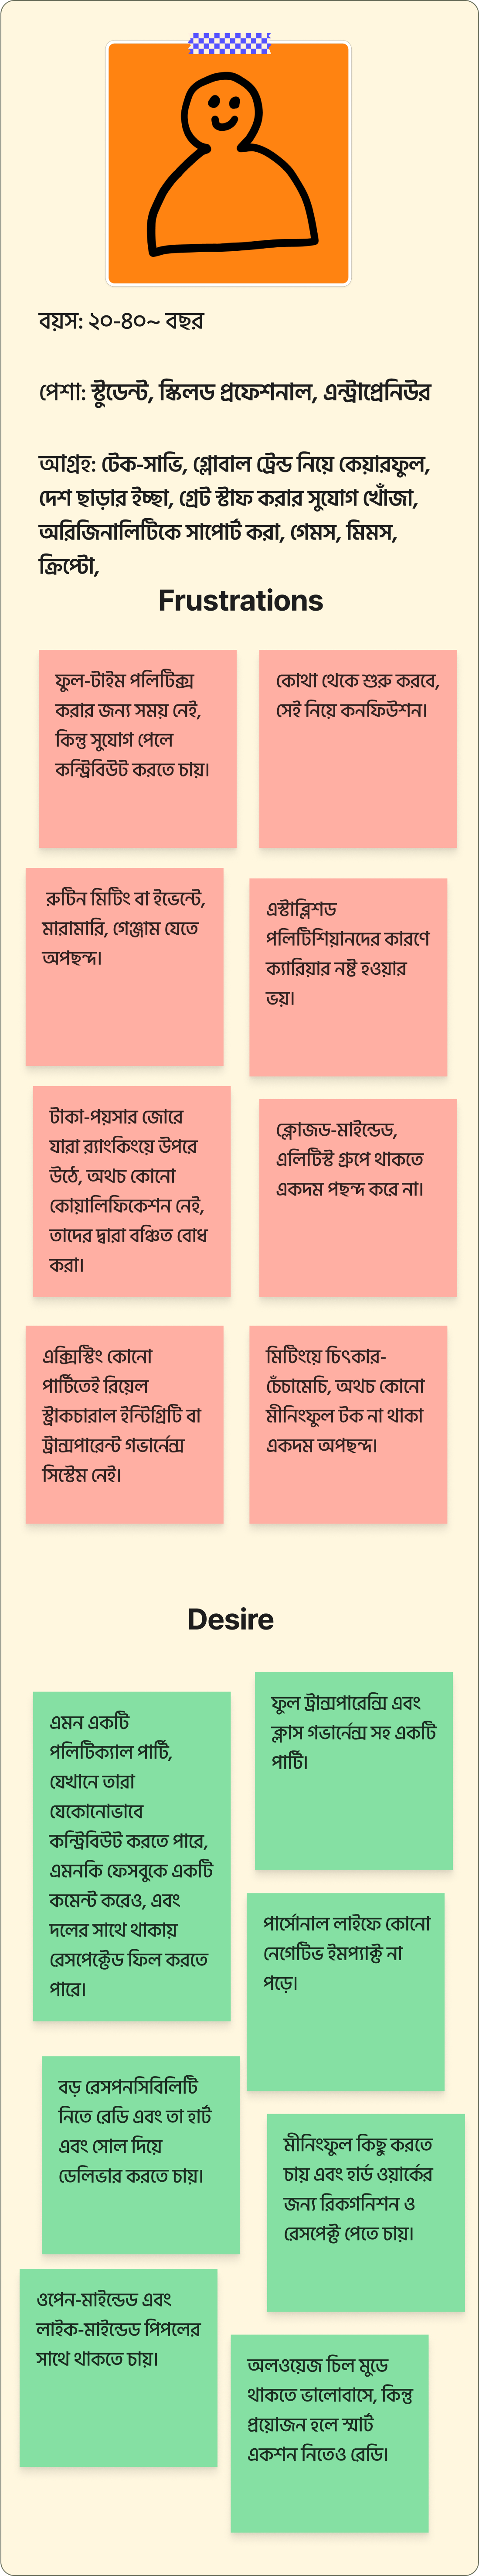 বয়স: ২০-৪০~ বছর
পেশা: স্টুডেন্ট, স্কিলড প্রফেশনাল, এন্ট্রাপ্রেনিউর
আগ্রহ: টেক-সাভি, গ্লোবাল ট্রেন্ড নিয়ে কেয়ারফুল,
দেশ ছাড়ার ইচ্ছা, গ্রেট স্টাফ করার সুযোগ খোঁজা,
অরিজিনালিটিকে সাপোর্ট করা, গেমস, মিমস,
ক্রিপ্টো,
Frustrations
ফুল-টাইম পলিটিক্স
করার জন্য সময় নেই,
কিন্তু সুযোগ পেলে
কন্ট্রিবিউট করতে চায়।
কোথা থেকে শুরু করবে,
সেই নিয়ে কনফিউশন।
রুটিন মিটিং বা ইভেন্টে,
মারামারি, গেঞ্জাম যেতে
অপছন্দ।
এস্টাব্লিশড
পলিটিশিয়ানদের কারণে
ক্যারিয়ার নষ্ট হওয়ার
ভয়।
টাকা-পয়সার জোরে
যারা র‍্যাংকিংয়ে উপরে
উঠে, অথচ কোনো
কোয়ালিফিকেশন নেই,
তাদের দ্বারা বঞ্চিত বোধ
করা।
ক্লোজড-মাইন্ডেড,
এলিটিস্ট গ্রুপে থাকতে
একদম পছন্দ করে না।
এক্সিস্টিং কোনো
পার্টিতেই রিয়েল
স্ট্রাকচারাল ইন্টিগ্রিটি বা
ট্রান্সপারেন্ট গভার্নেন্স
সিস্টেম নেই।
মিটিংয়ে চিৎকার-
চেঁচামেচি, অথচ কোনো
মীনিংফুল টক না থাকা
একদম অপছন্দ।
Desire
এমন একটি
পলিটিক্যাল পার্টি,
যেখানে তারা
যেকোনোভাবে
কন্ট্রিবিউট করতে পারে,
এমনকি ফেসবুকে একটি
কমেন্ট করেও, এবং
দলের সাথে থাকায়
রেসপেক্টেড ফিল করতে
পারে।
ফুল ট্রান্সপারেন্সি এবং
ক্লাস গভার্নেন্স সহ একটি
পার্টি।
পার্সোনাল লাইফে কোনো
নেগেটিভ ইমপ্যাক্ট না
পড়ে।
বড় রেসপনসিবিলিটি
নিতে রেডি এবং তা হার্ট
এবং সোল দিয়ে
ডেলিভার করতে চায়।
মীনিংফুল কিছু করতে
চায় এবং হার্ড ওয়ার্কের
জন্য রিকগনিশন ও
রেসপেক্ট পেতে চায়।
ওপেন-মাইন্ডেড এবং
লাইক-মাইন্ডেড পিপলের
সাথে থাকতে চায়।
অলওয়েজ চিল মুডে
থাকতে ভালোবাসে, কিন্তু
প্রয়োজন হলে স্মার্ট
একশন নিতেও রেডি।